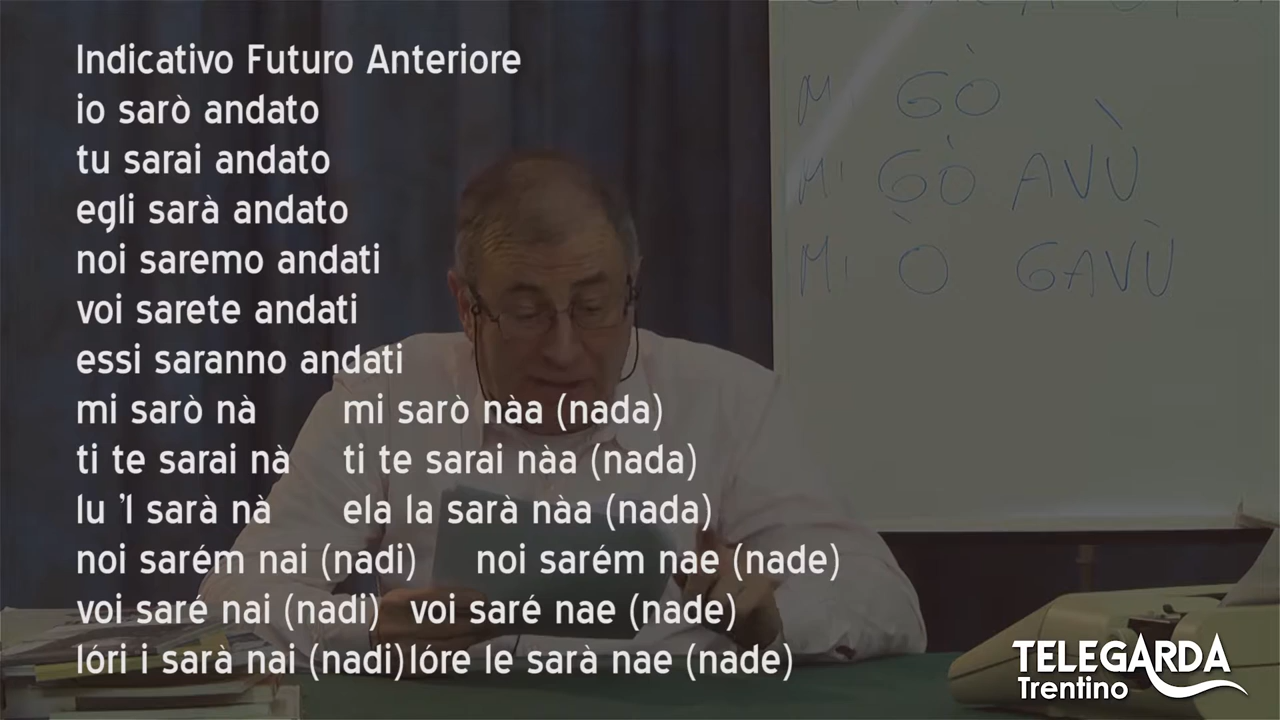 Indicativo Futuro Anteriore
io sarò andato
tu sarai andato
egli sarà andato
noi saremo andati
voi sarete andati
essi saranno andati
mi sarò nà mi sarò nàa (nada)
ti te sarai nà ti te sarai nàa (nada)
lu 'l sarà nà ela la sarà nàa (nada)
noi sarém nai (nadi) noi sarém nae (nade)
voi saré nai (nadi) voi saré nae (nade)
lóri i sarà nai (nadi) lóre le sarà nae (nade)
GÒ
MI GÒ AVÙ
MI Ò GAVÙ
TELEGARDA
Trentino